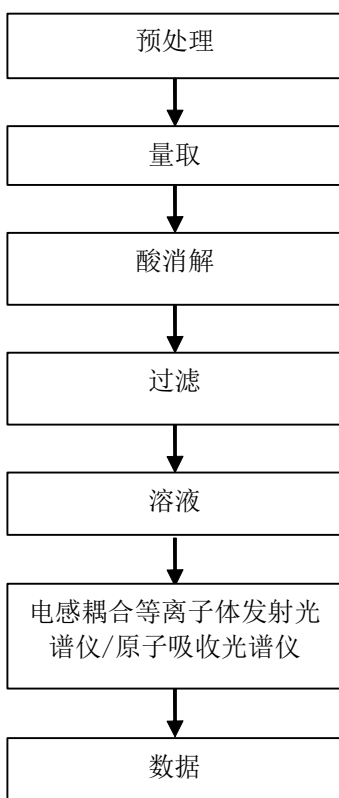 预处理
量取
酸消解
过滤
溶液
电感耦合等离子体发射光
谱仪/原子吸收光谱仪
数据